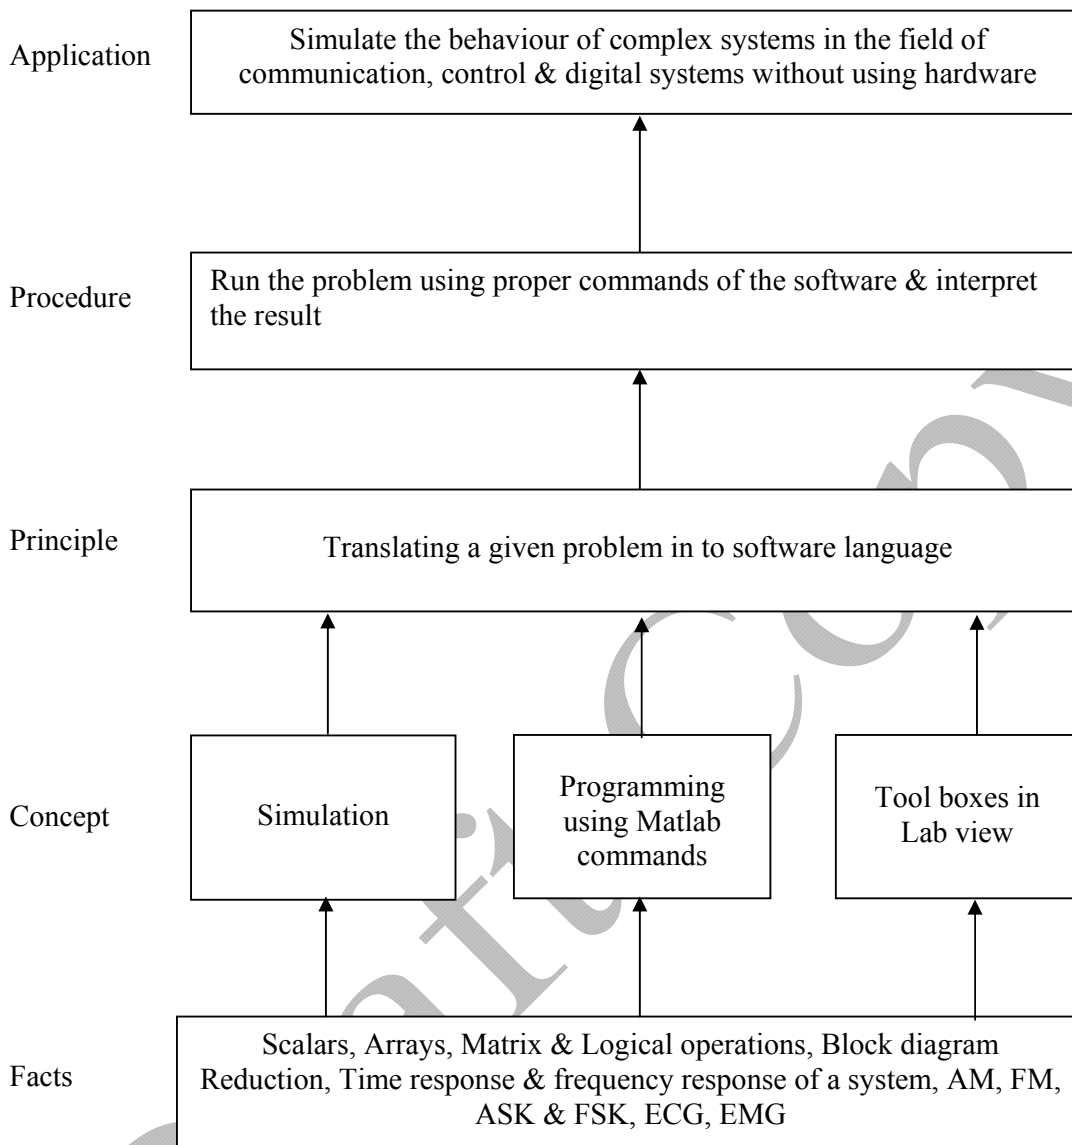 Application
Simulate the behaviour of complex systems in the field of
communication, control & digital systems without using hardware
Procedure
Run the problem using proper commands of the software & interpret
the result
Principle
Translating a given problem in to software language
Concept
Simulation
Programming
using Matlab
commands
Tool boxes in
Lab view
Facts
Scalars, Arrays, Matrix & Logical operations, Block diagram
Reduction, Time response & frequency response of a system, AM, FM,
ASK & FSK, ECG, EMG